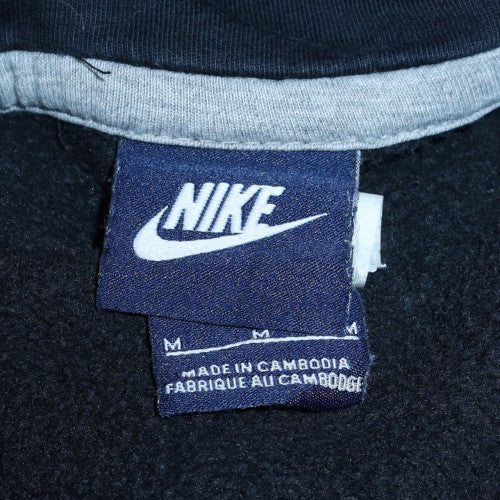 NIKE
M M M
MADE IN CAMBODIA
FABRIQUE AU CAMBODGE